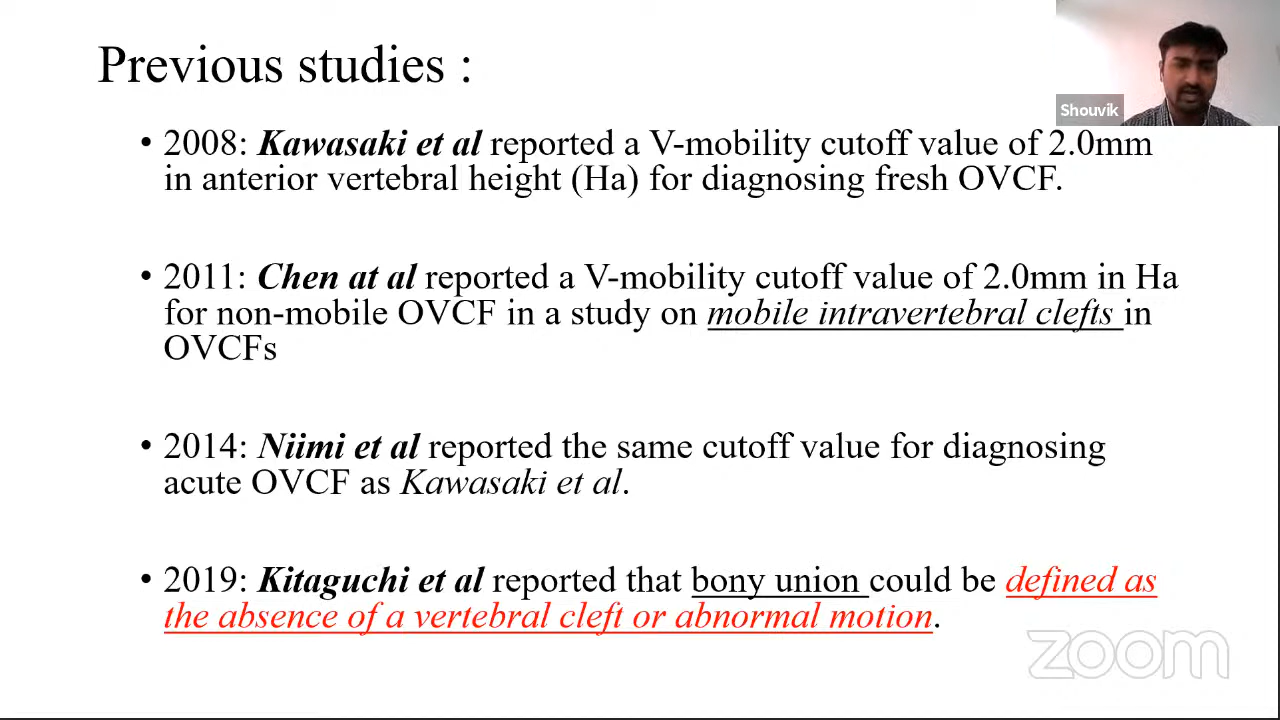 Previous studies :
Shouvik
• 2008: Kawasaki et al reported a V-mobility cutoff value of 2.0mm
in anterior vertebral height (Ha) for diagnosing fresh OVCF.
• 2011: Chen at al reported a V-mobility cutoff value of 2.0mm in Ha
for non-mobile OVCF in a study on mobile intravertebral clefts in
OVCFs
• 2014: Niimi et al reported the same cutoff value for diagnosing
acute OVCF as Kawasaki et al.
• 2019: Kitaguchi et al reported that bony union could be defined as
the absence of a vertebral cleft or abnormal motion.
zoom